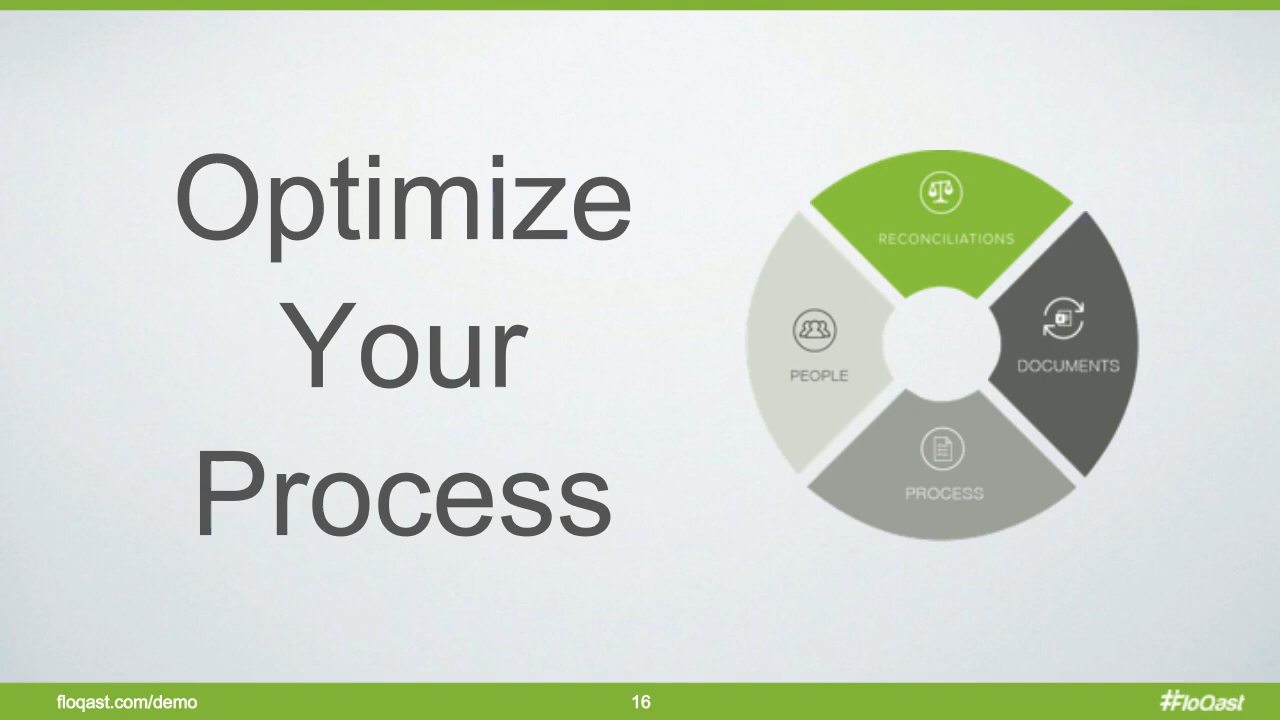 Optimize
Your
Process
RECONCILIATIONS
PEOPLE
DOCUMENTS
PROCESS
floqast.com/demo
16
#FloQast